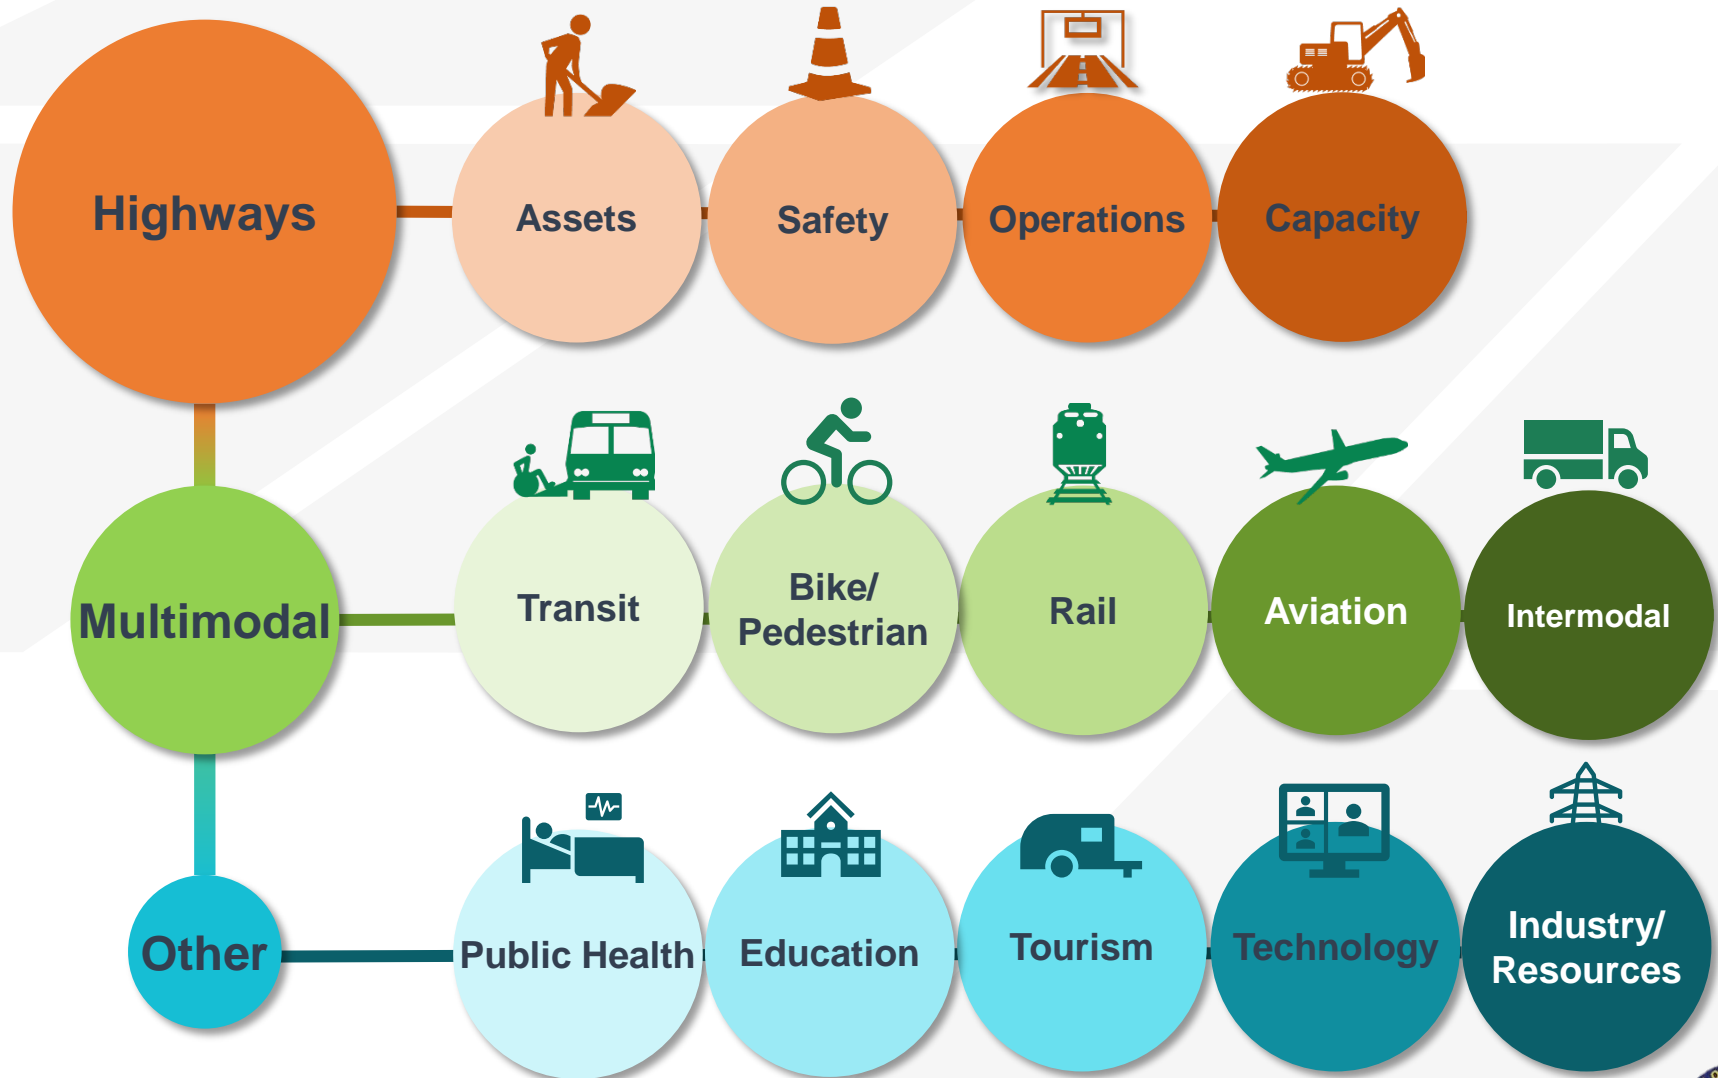 Highways
Assets
Safety
Operations
Capacity
Multimodal
Transit
Bike/
Pedestrian
Rail
Aviation
Intermodal
Other
Public Health
Education
Tourism
Technology
Industry/
Resources